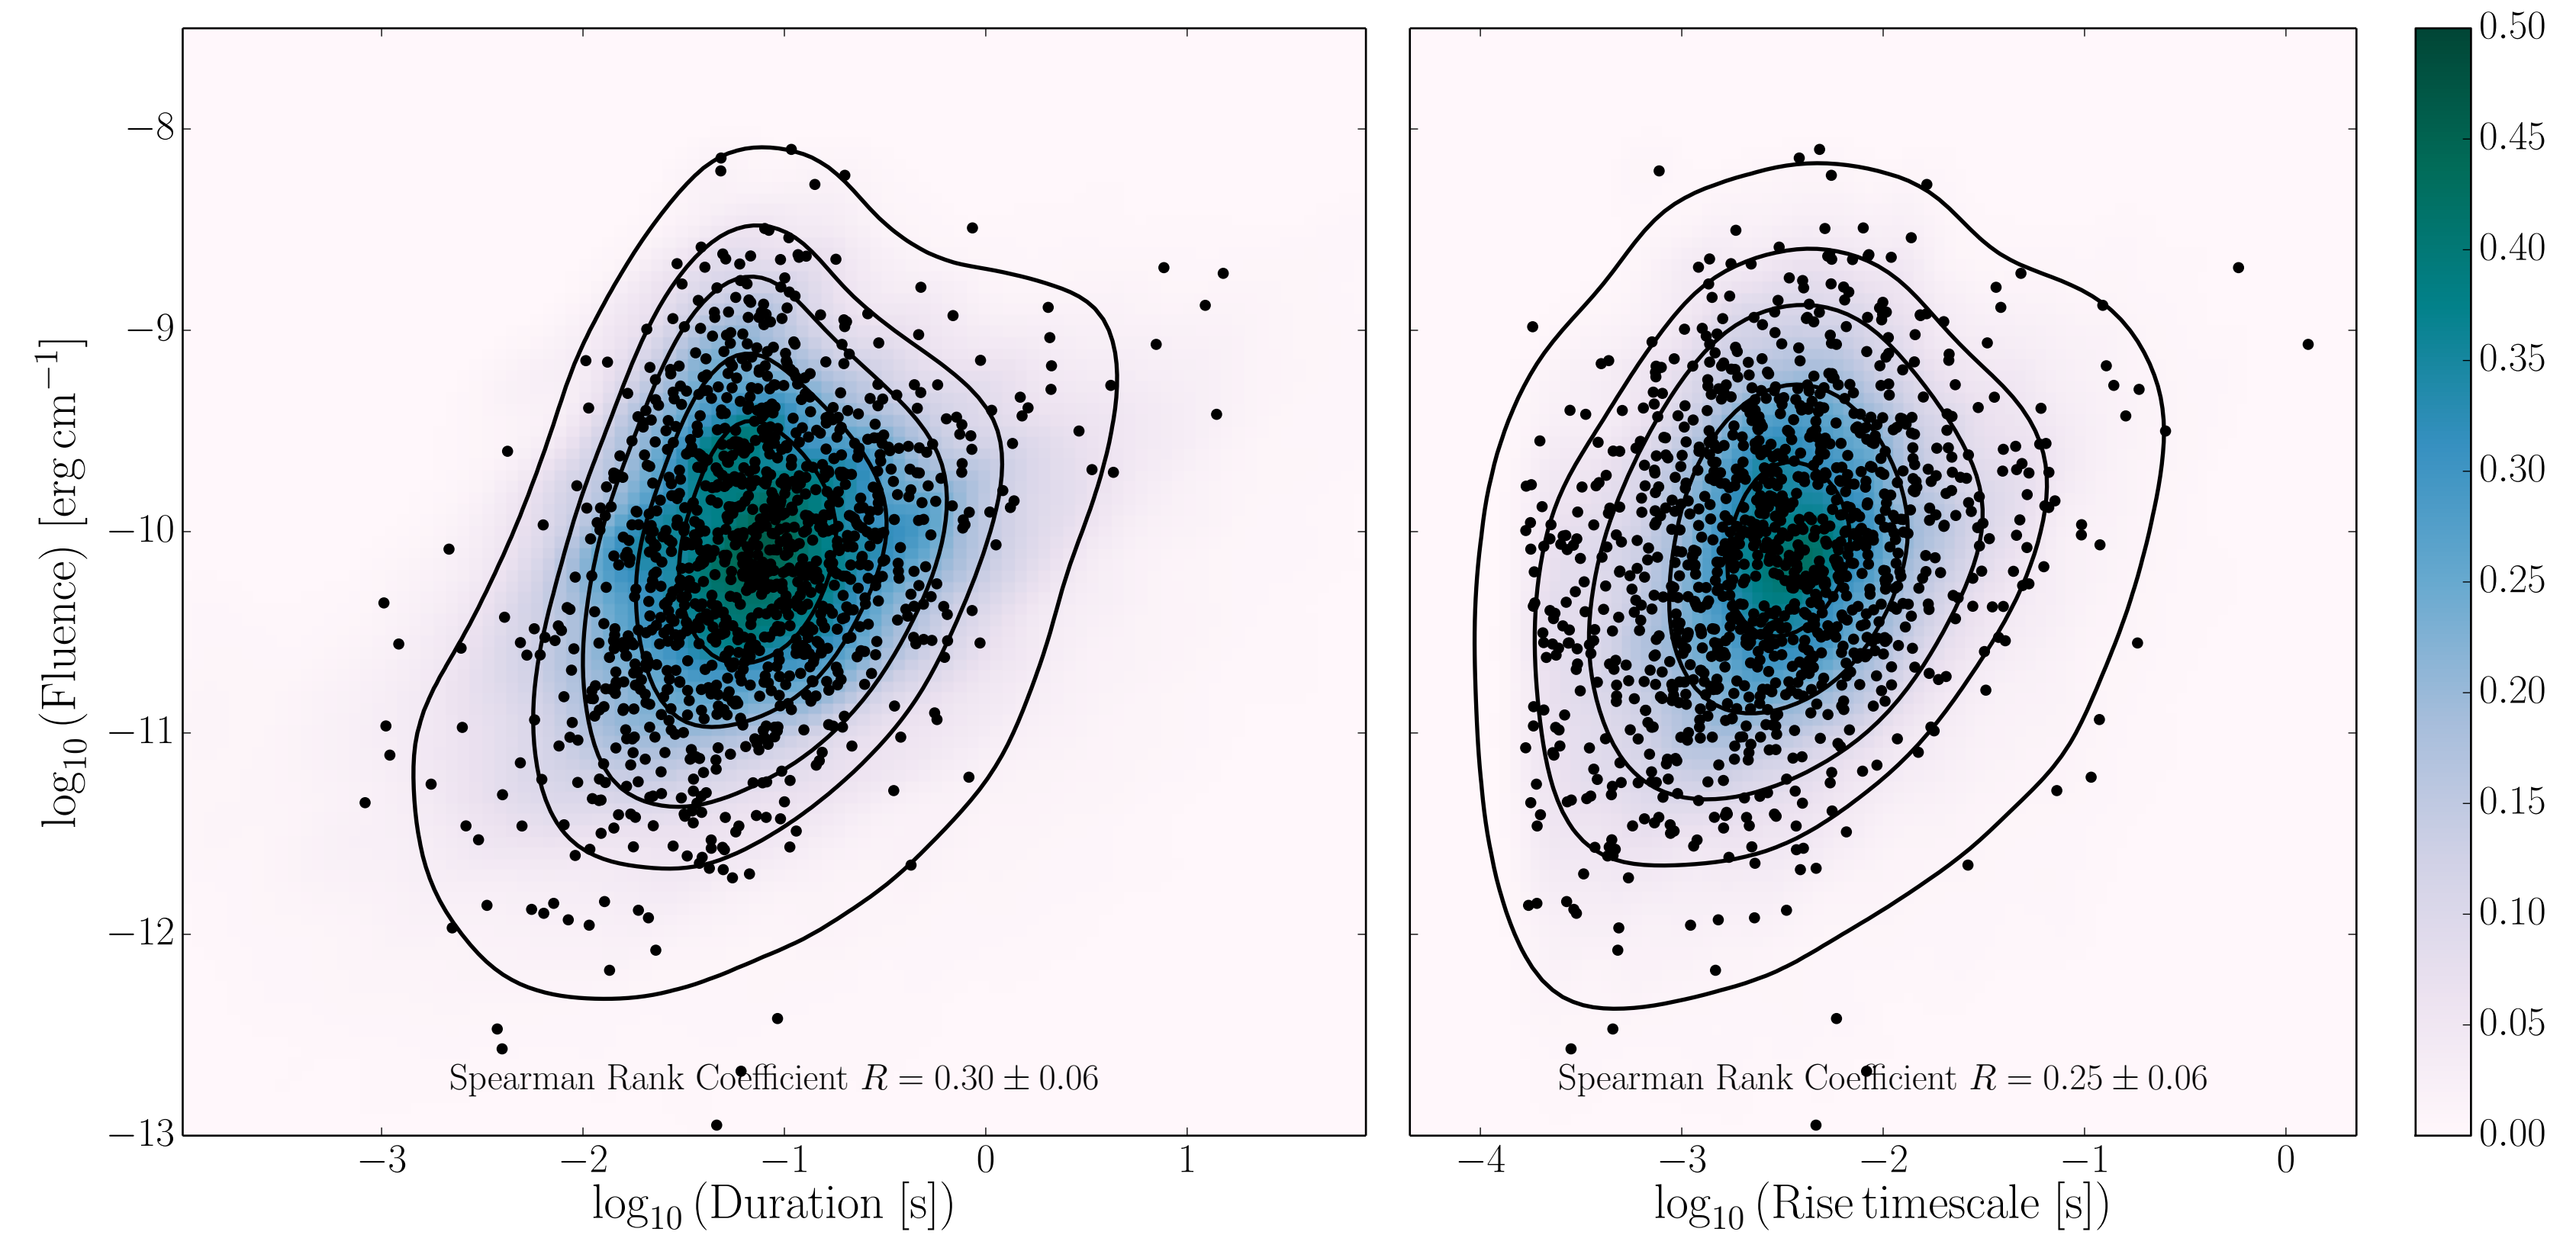 log₁₀(Fluence) [erg cm⁻¹]
−8
−9
−10
−11
−12
−13
Spearman Rank Coefficient R = 0.30 ± 0.06
−3 −2 −1 0 1
log₁₀(Duration [s])
Spearman Rank Coefficient R = 0.25 ± 0.06
−4 −3 −2 −1 0
log₁₀(Rise timescale [s])
0.50
0.45
0.40
0.35
0.30
0.25
0.20
0.15
0.10
0.05
0.00